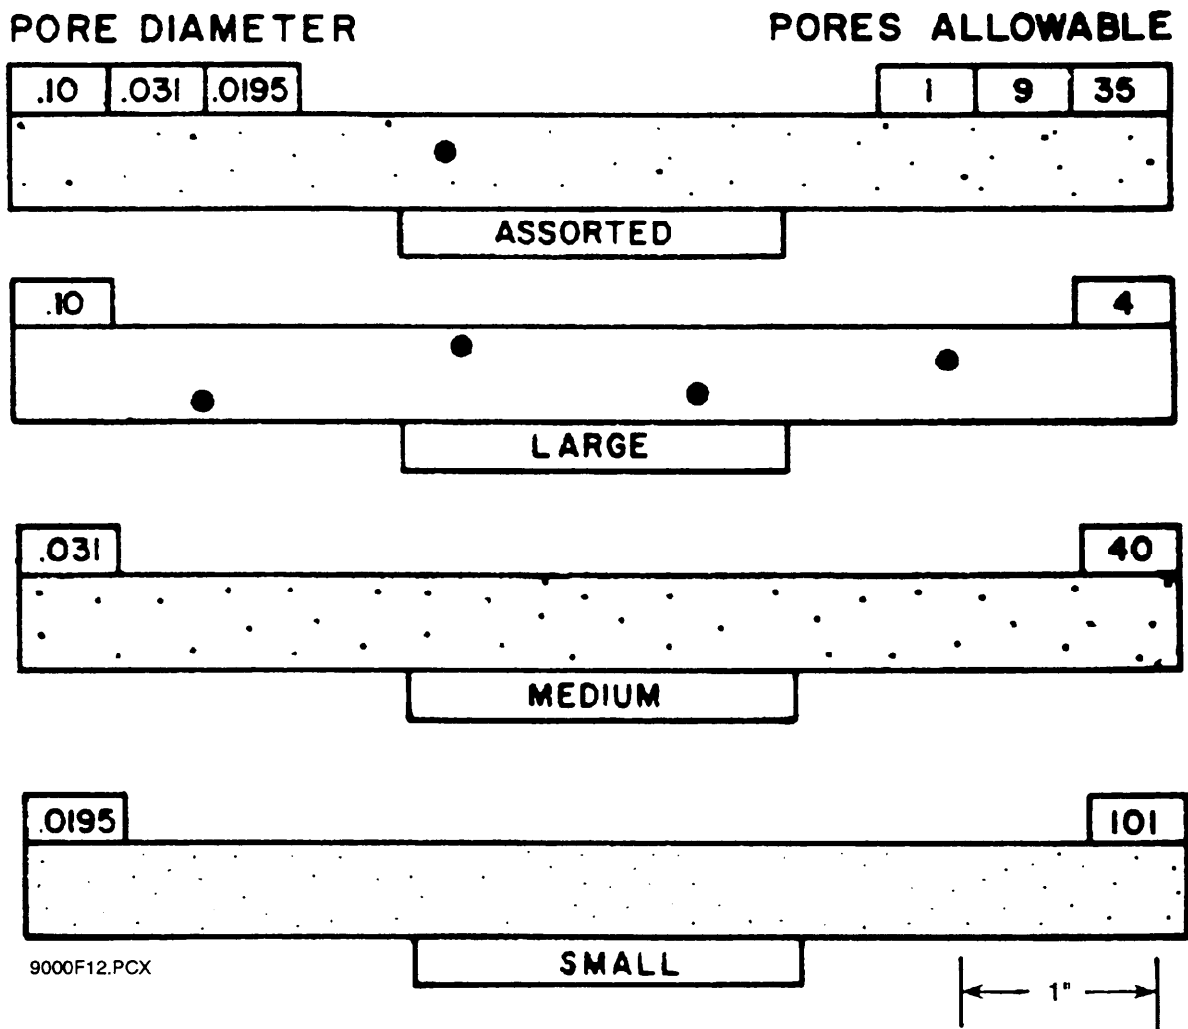 PORE DIAMETER PORES ALLOWABLE
.10 .031 .0195 1 9 35
ASSORTED
.10 4
LARGE
.031 40
MEDIUM
.0195 101
SMALL
9000F12.PCX
1"